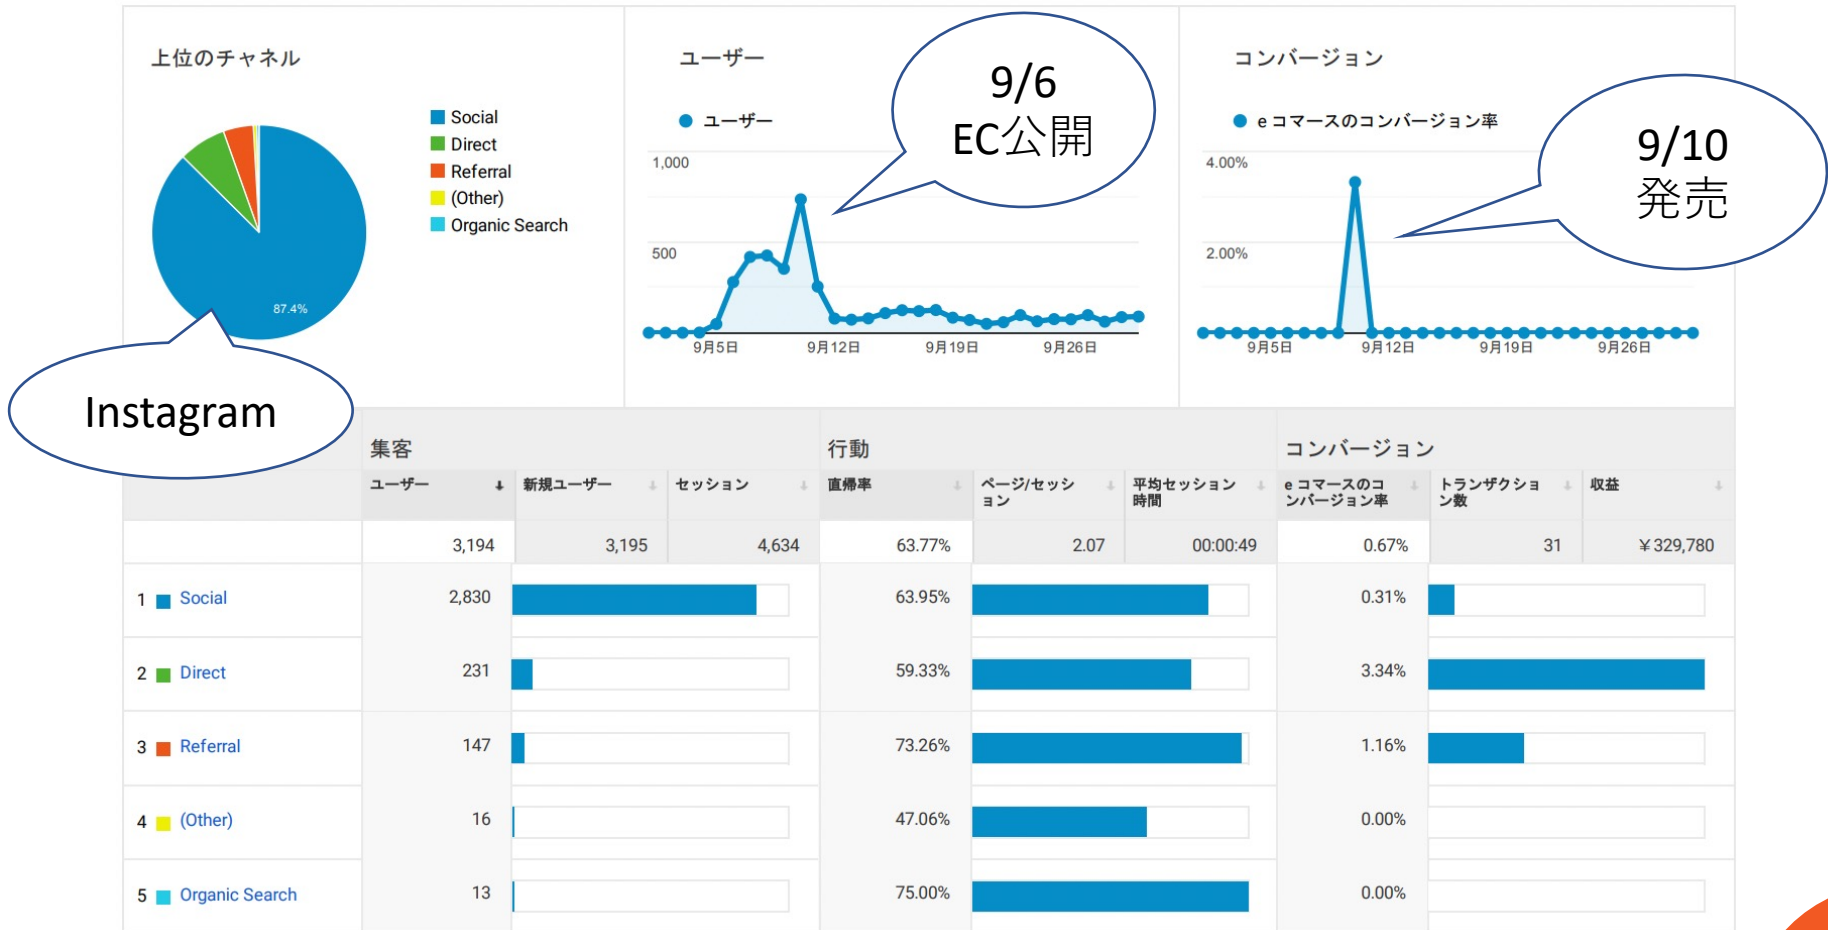 上位のチャネル
Social
Direct
Referral
(Other)
Organic Search
87.4%
Instagram
ユーザー
ユーザー
1,000
500
9月5日 9月12日 9月19日 9月26日
9/6
EC公開
コンバージョン
e コマースのコンバージョン率
4.00%
2.00%
9月5日 9月12日 9月19日 9月26日
9/10
発売
集客 行動 コンバージョン
ユーザー 新規ユーザー セッション 直帰率 ページ/セッシ
ョン 平均セッション
時間 e コマースのコ
ンバージョン率 トランザクショ
ン数 収益
3,194 3,195 4,634 63.77% 2.07 00:00:49 0.67% 31 ¥329,780
1 Social 2,830 63.95% 0.31%
2 Direct 231 59.33% 3.34%
3 Referral 147 73.26% 1.16%
4 (Other) 16 47.06% 0.00%
5 Organic Search 13 75.00% 0.00%